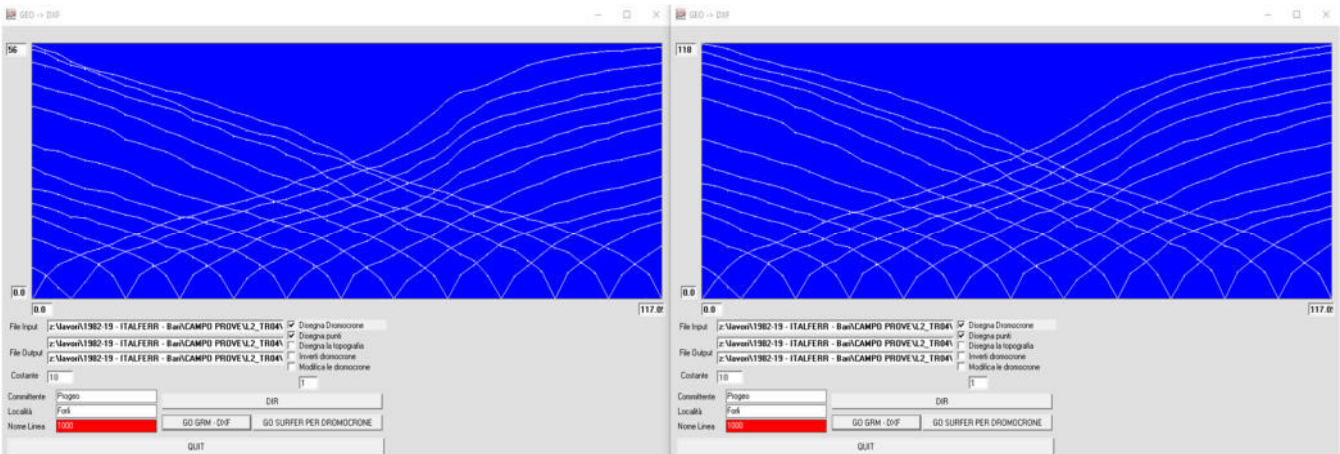 GEO -> DXF
56
0.0
0.0
117.0
File Input
z:\lavori\1982-19 - ITALFERR - Bari\CAMPO PROVE\L2_TR04\
Disegna Dromocrone
z:\lavori\1982-19 - ITALFERR - Bari\CAMPO PROVE\L2_TR04\
Disegna punti
Disegna la topografia
File Output
z:\lavori\1982-19 - ITALFERR - Bari\CAMPO PROVE\L2_TR04\
Inverti dromocrone
Modifica le dromocrone
Costante
10
1
Committente
Progeo
DIR
Località
Forlì
Nome Linea
1000
GO GRM - DXF
GO SURFER PER DROMOCRONE
QUIT
GEO -> DXF
118
0.0
0.0
117.0
File Input
z:\lavori\1982-19 - ITALFERR - Bari\CAMPO PROVE\L2_TR04\
Disegna Dromocrone
z:\lavori\1982-19 - ITALFERR - Bari\CAMPO PROVE\L2_TR04\
Disegna punti
Disegna la topografia
File Output
z:\lavori\1982-19 - ITALFERR - Bari\CAMPO PROVE\L2_TR04\
Inverti dromocrone
Modifica le dromocrone
Costante
10
1
Committente
Progeo
DIR
Località
Forlì
Nome Linea
1000
GO GRM - DXF
GO SURFER PER DROMOCRONE
QUIT